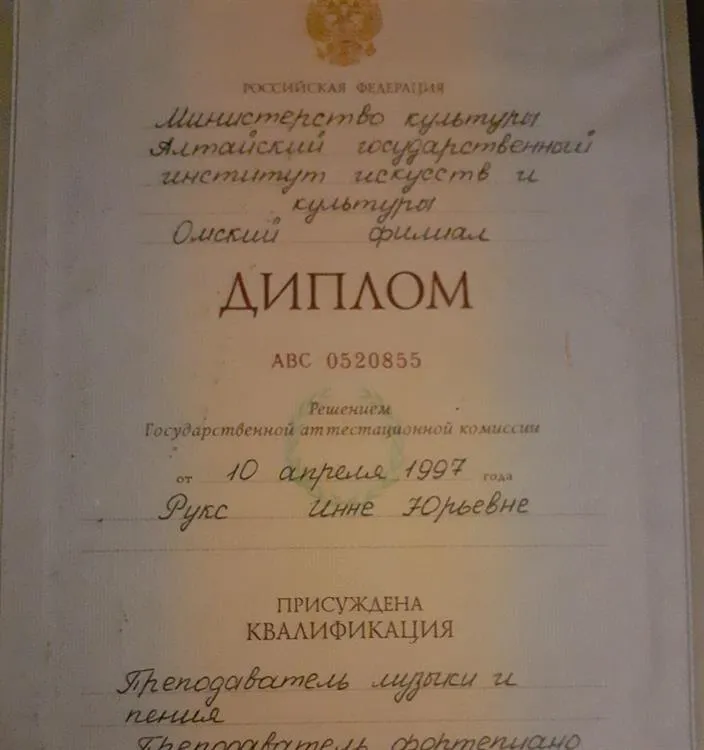 РОССИЙСКАЯ ФЕДЕРАЦИЯ
Министерство культуры
Алтайский государственный
институт искусств и
культуры
Омский филиал
ДИПЛОМ
АВС 0520855
Решением
Государственной аттестационной комиссии
от 10 апреля 1997 года
Рукс Инне Юрьевне
ПРИСУЖДЕНА
КВАЛИФИКАЦИЯ
Преподаватель музыки и
пения
Преподаватель фортепиано